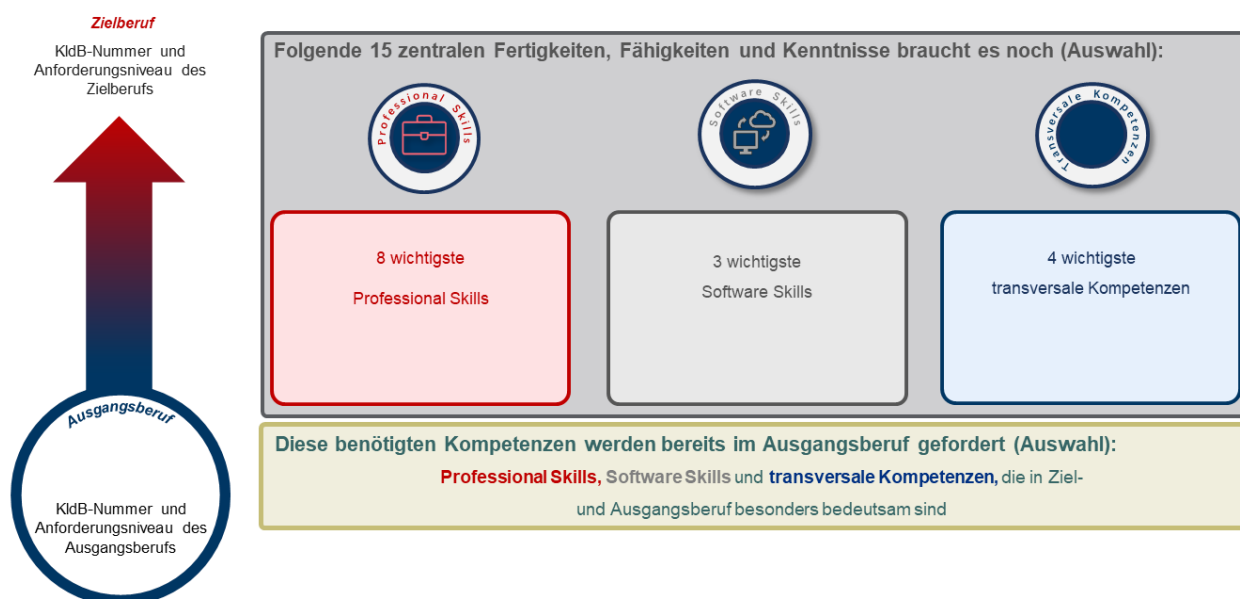 Zielberuf
KldB-Nummer und
Anforderungsniveau des
Zielberufs
Ausgangsberuf
KldB-Nummer und
Anforderungsniveau des
Ausgangsberufs
Folgende 15 zentralen Fertigkeiten, Fähigkeiten und Kenntnisse braucht es noch (Auswahl):
Professional Skills
Software Skills
Transversale Kompetenzen
8 wichtigste
Professional Skills
3 wichtigste
Software Skills
4 wichtigste
transversale Kompetenzen
Diese benötigten Kompetenzen werden bereits im Ausgangsberuf gefordert (Auswahl):
Professional Skills, Software Skills und transversale Kompetenzen, die in Ziel-
und Ausgangsberuf besonders bedeutsam sind